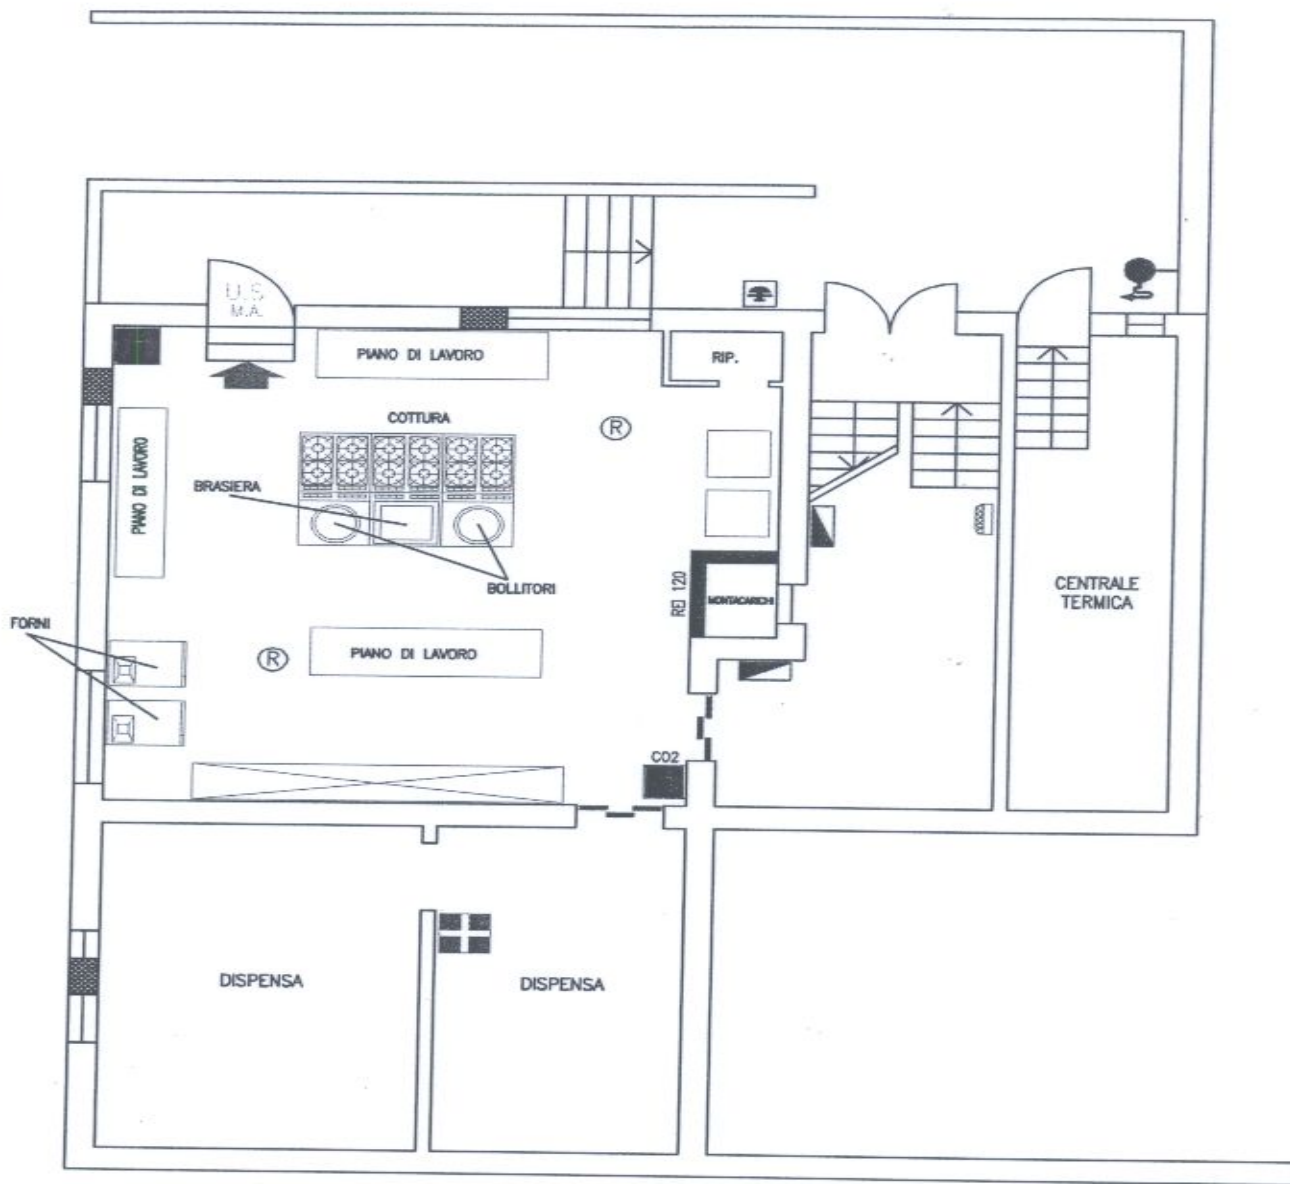 U.S.
M.A.
PIANO DI LAVORO
RIP.
COTTURA
R
PIANO DI LAVORO
BRASIERA
BOLLITORI
REI 120
MONTACARICHI
CENTRALE
TERMICA
FORNI
R
PIANO DI LAVORO
CO2
DISPENSA
DISPENSA